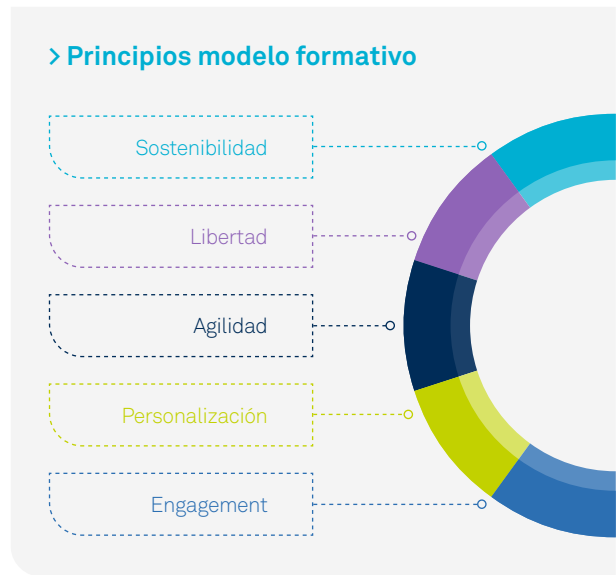 > Principios modelo formativo
Sostenibilidad
Libertad
Agilidad
Personalización
Engagement